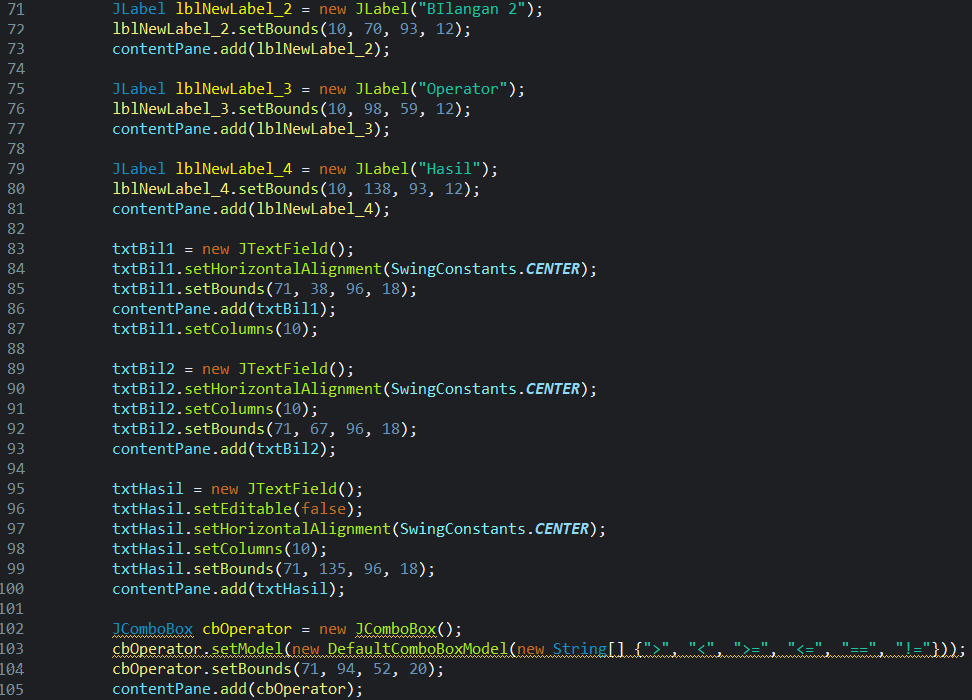 71 JLabel lblNewLabel_2 = new JLabel("BIlangan 2");
72 lblNewLabel_2.setBounds(10, 70, 93, 12);
73 contentPane.add(lblNewLabel_2);
74
75 JLabel lblNewLabel_3 = new JLabel("Operator");
76 lblNewLabel_3.setBounds(10, 98, 59, 12);
77 contentPane.add(lblNewLabel_3);
78
79 JLabel lblNewLabel_4 = new JLabel("Hasil");
80 lblNewLabel_4.setBounds(10, 138, 93, 12);
81 contentPane.add(lblNewLabel_4);
82
83 txtBil1 = new JTextField();
84 txtBil1.setHorizontalAlignment(SwingConstants.CENTER);
85 txtBil1.setBounds(71, 38, 96, 18);
86 contentPane.add(txtBil1);
87 txtBil1.setColumns(10);
88
89 txtBil2 = new JTextField();
90 txtBil2.setHorizontalAlignment(SwingConstants.CENTER);
91 txtBil2.setColumns(10);
92 txtBil2.setBounds(71, 67, 96, 18);
93 contentPane.add(txtBil2);
94
95 txtHasil = new JTextField();
96 txtHasil.setEditable(false);
97 txtHasil.setHorizontalAlignment(SwingConstants.CENTER);
98 txtHasil.setColumns(10);
99 txtHasil.setBounds(71, 135, 96, 18);
100 contentPane.add(txtHasil);
101
102 JComboBox cbOperator = new JComboBox();
103 cbOperator.setModel(new DefaultComboBoxModel(new String[] {">", "<", ">=", "<=", "==", "!="}));
104 cbOperator.setBounds(71, 94, 52, 20);
105 contentPane.add(cbOperator);